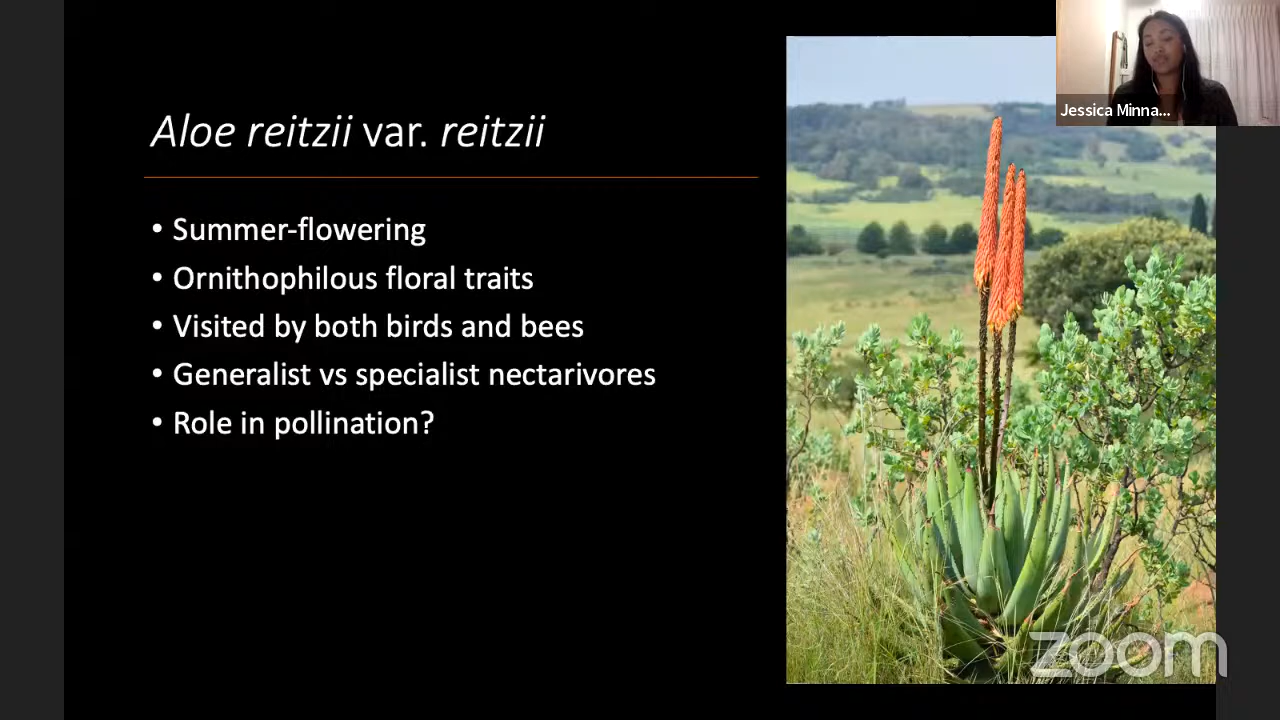 Aloe reitzii var. reitzii
• Summer-flowering
• Ornithophilous floral traits
• Visited by both birds and bees
• Generalist vs specialist nectarivores
• Role in pollination?
Jessica Minna...
zoom